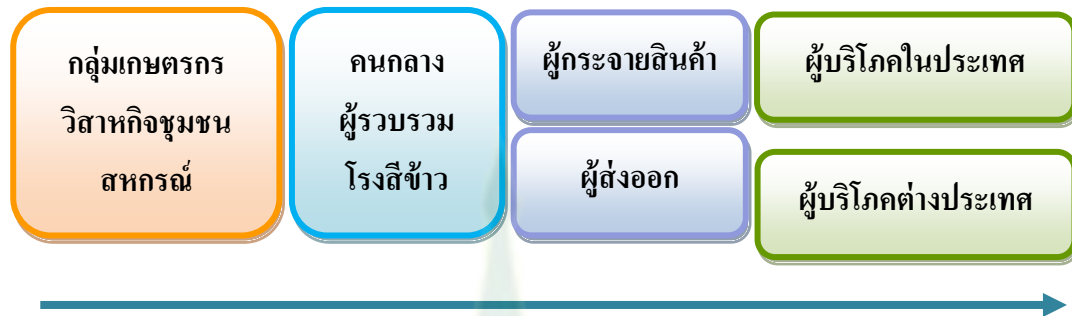 กลุ่มเกษตรกร
วิสาหกิจชุมชน
สหกรณ์
คนกลาง
ผู้รวบรวม
โรงสีข้าว
ผู้กระจายสินค้า
ผู้ส่งออก
ผู้บริโภคในประเทศ
ผู้บริโภคต่างประเทศ